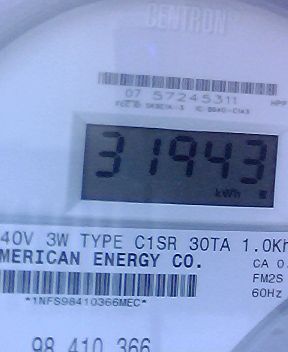 CENTRON
07 57245311
31943
kWh
40V 3W TYPE C1SR 30TA 1.0Kh
MERICAN ENERGY CO.
CA 0.
FM2S
*1NFS98410366MEC*
60Hz
98 410 366